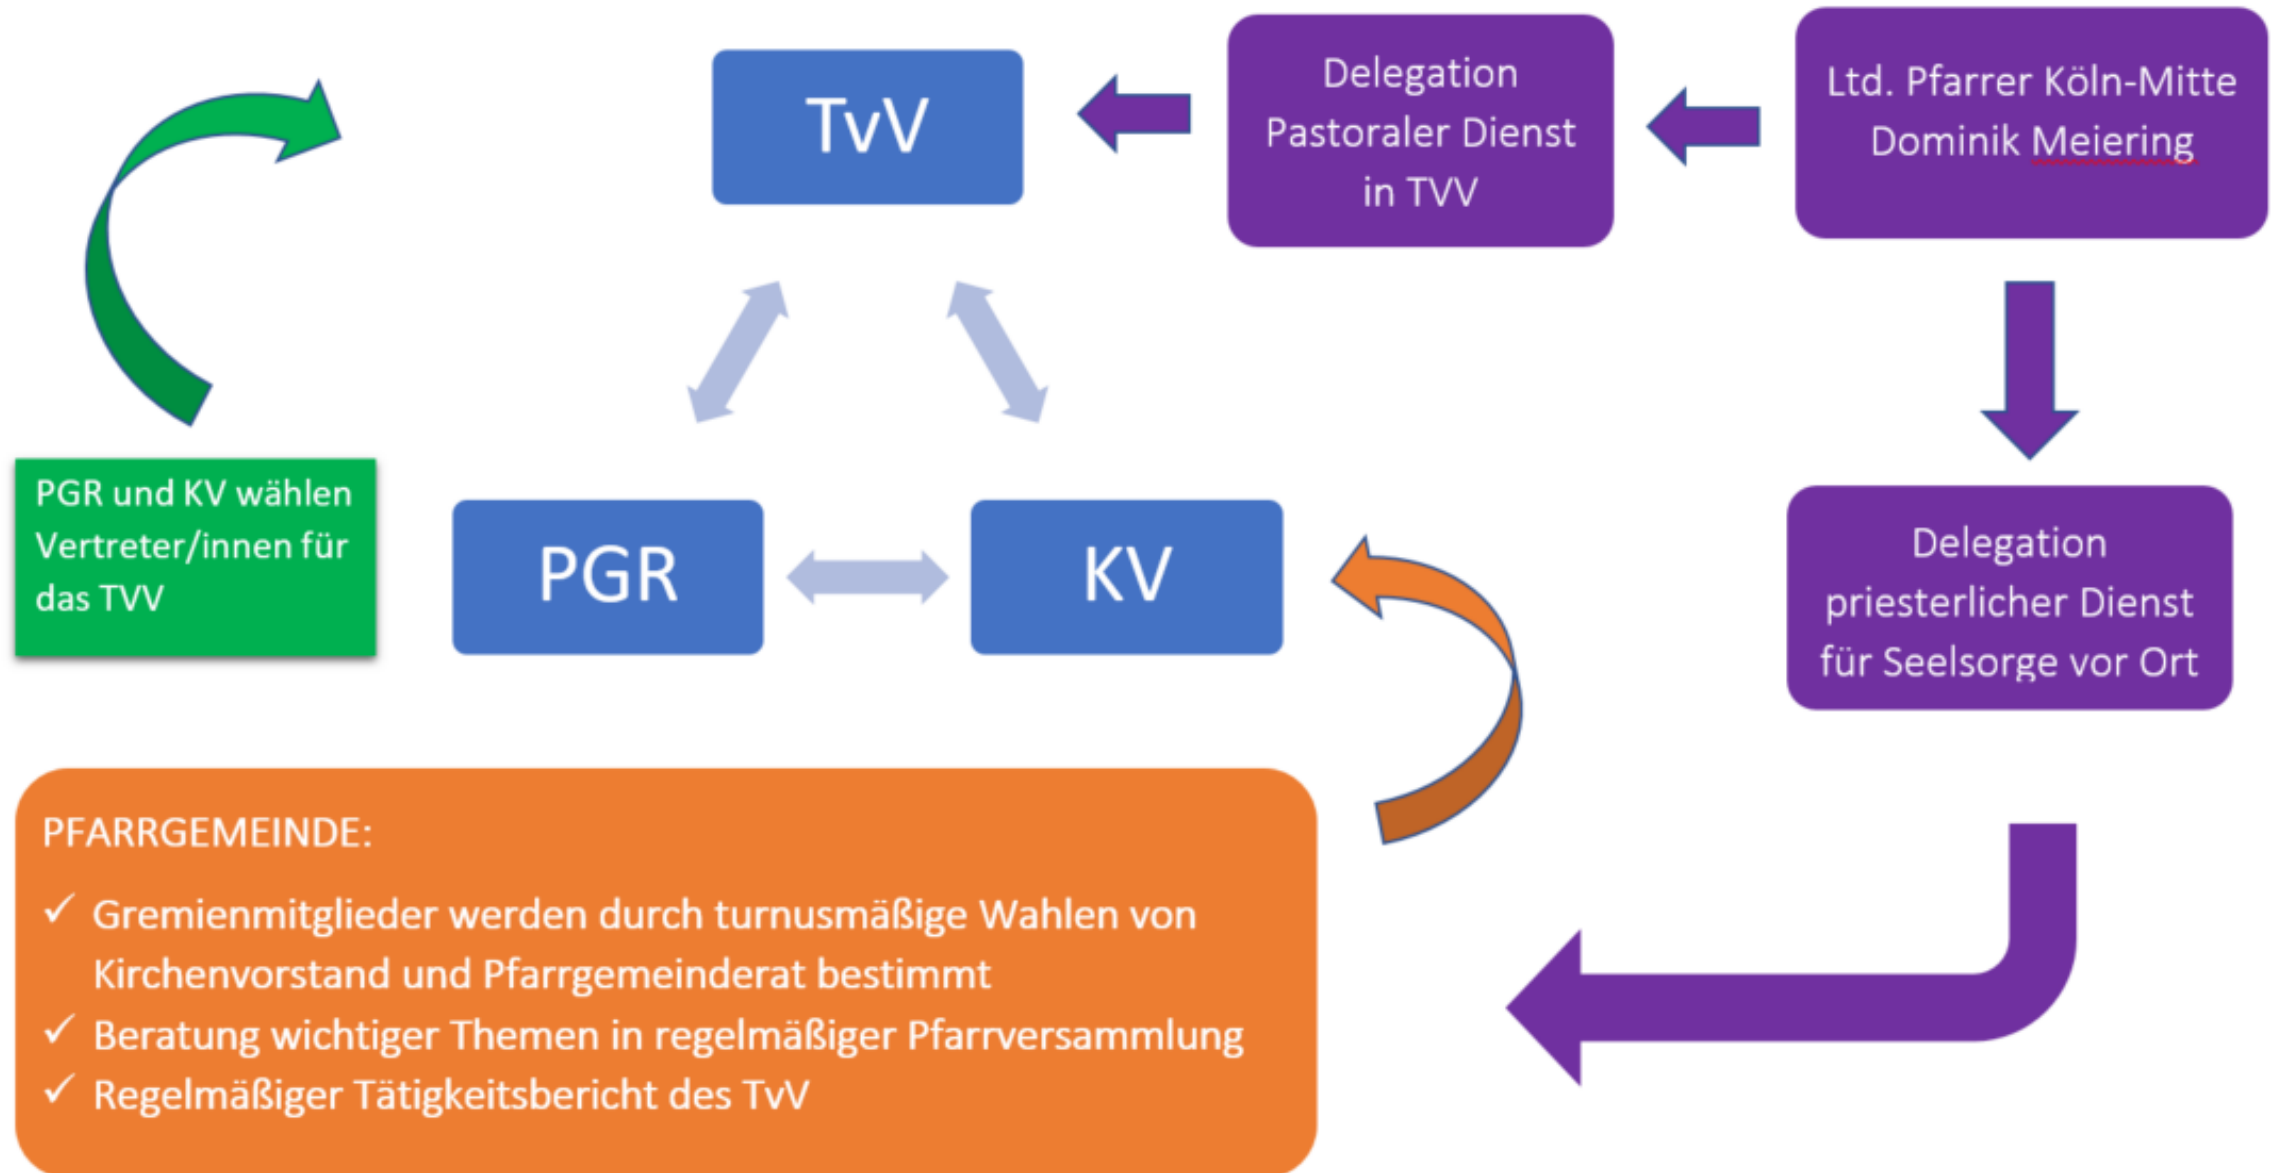 TvV
Delegation
Pastoraler Dienst
in TVV
Ltd. Pfarrer Köln-Mitte
Dominik Meiering
PGR und KV wählen
Vertreter/innen für
das TVV
PGR
KV
Delegation
priesterlicher Dienst
für Seelsorge vor Ort
PFARRGEMEINDE:
✓ Gremienmitglieder werden durch turnusmäßige Wahlen von
Kirchenvorstand und Pfarrgemeinderat bestimmt
✓ Beratung wichtiger Themen in regelmäßiger Pfarrversammlung
✓ Regelmäßiger Tätigkeitsbericht des TvV